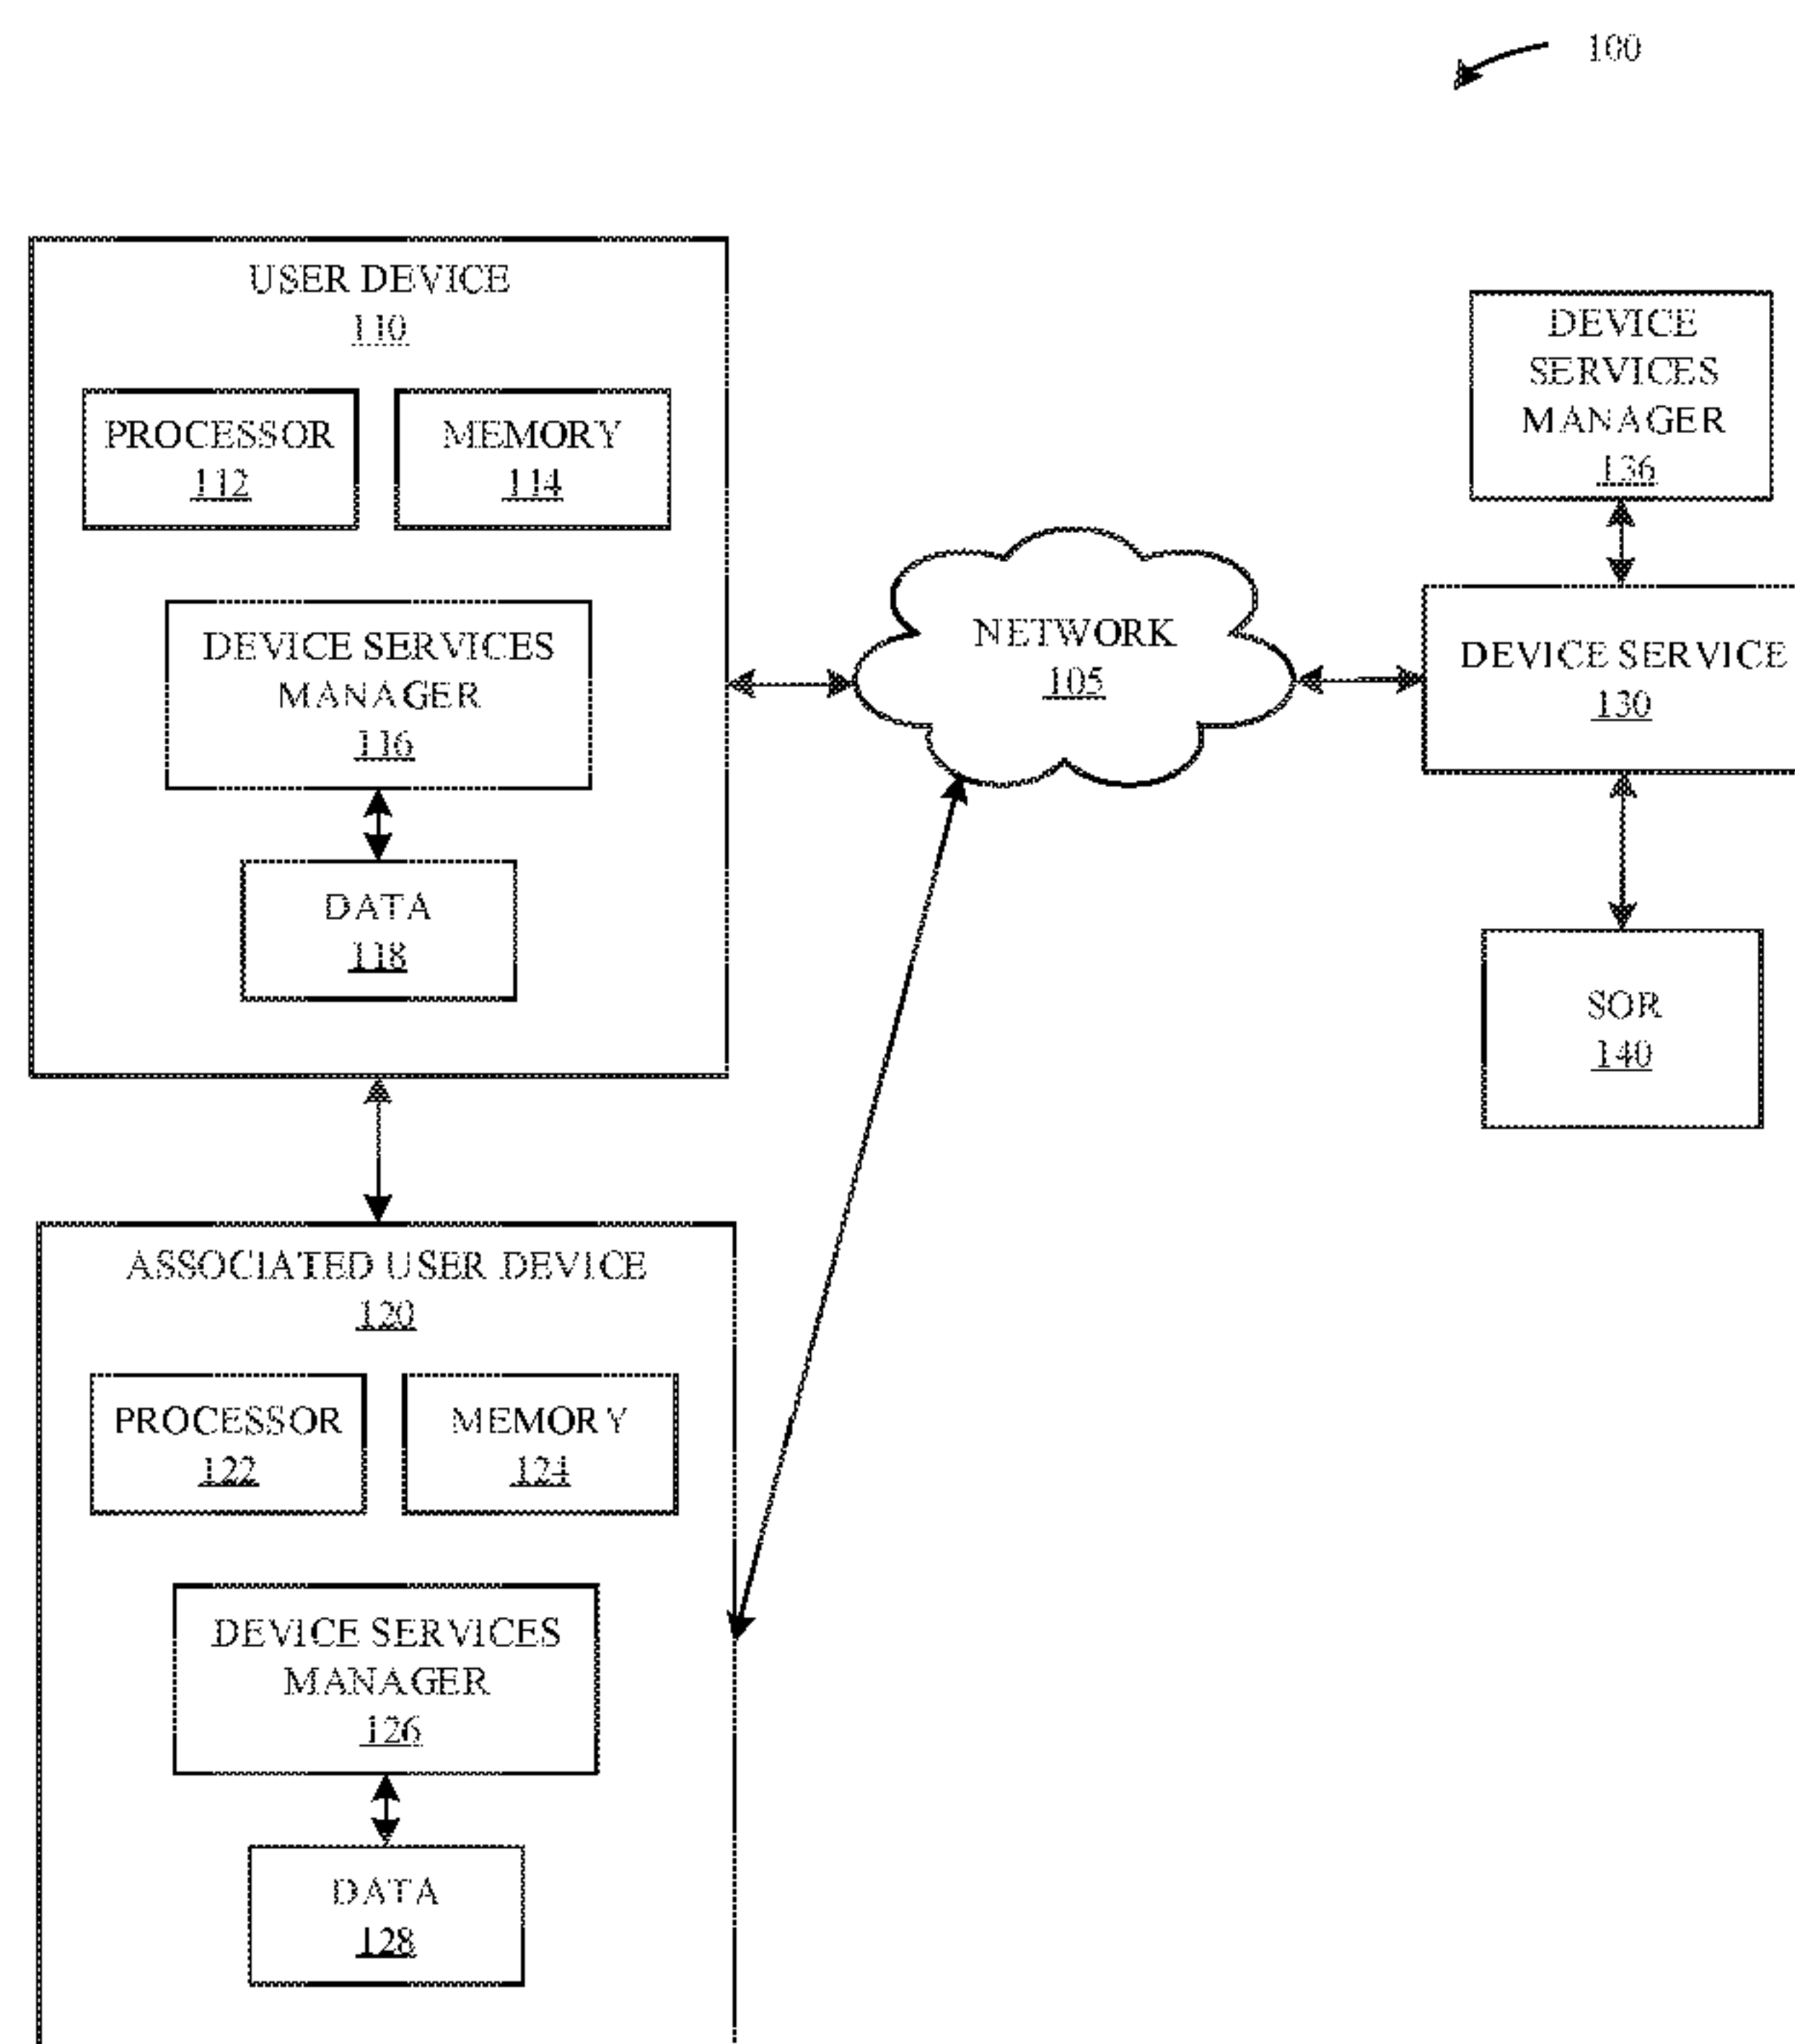 100
USER DEVICE
110
PROCESSOR
112
MEMORY
114
DEVICE SERVICES
MANAGER
116
DATA
118
NETWORK
105
DEVICE
SERVICES
MANAGER
136
DEVICE SERVICE
130
SOR
140
ASSOCIATED USER DEVICE
120
PROCESSOR
122
MEMORY
124
DEVICE SERVICES
MANAGER
126
DATA
128